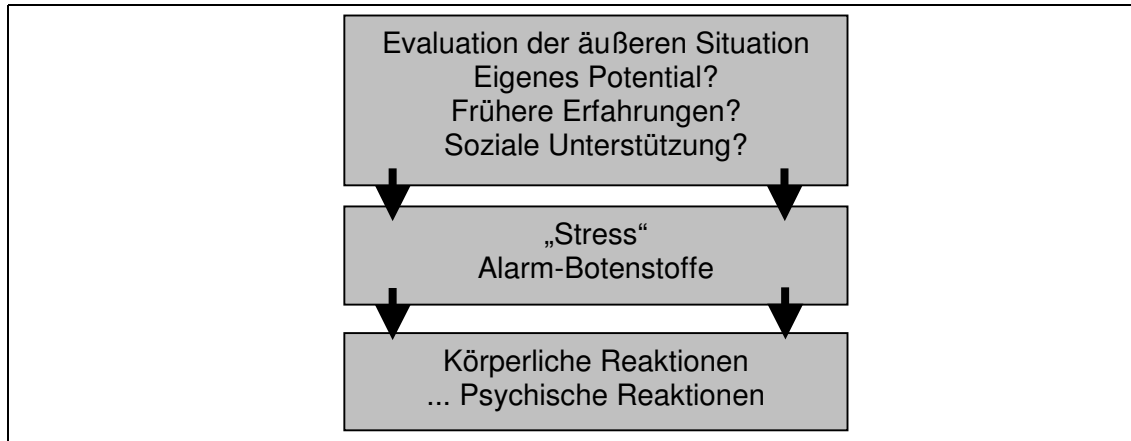 Evaluation der äußeren Situation
Eigenes Potential?
Frühere Erfahrungen?
Soziale Unterstützung?
„Stress“
Alarm-Botenstoffe
Körperliche Reaktionen
... Psychische Reaktionen